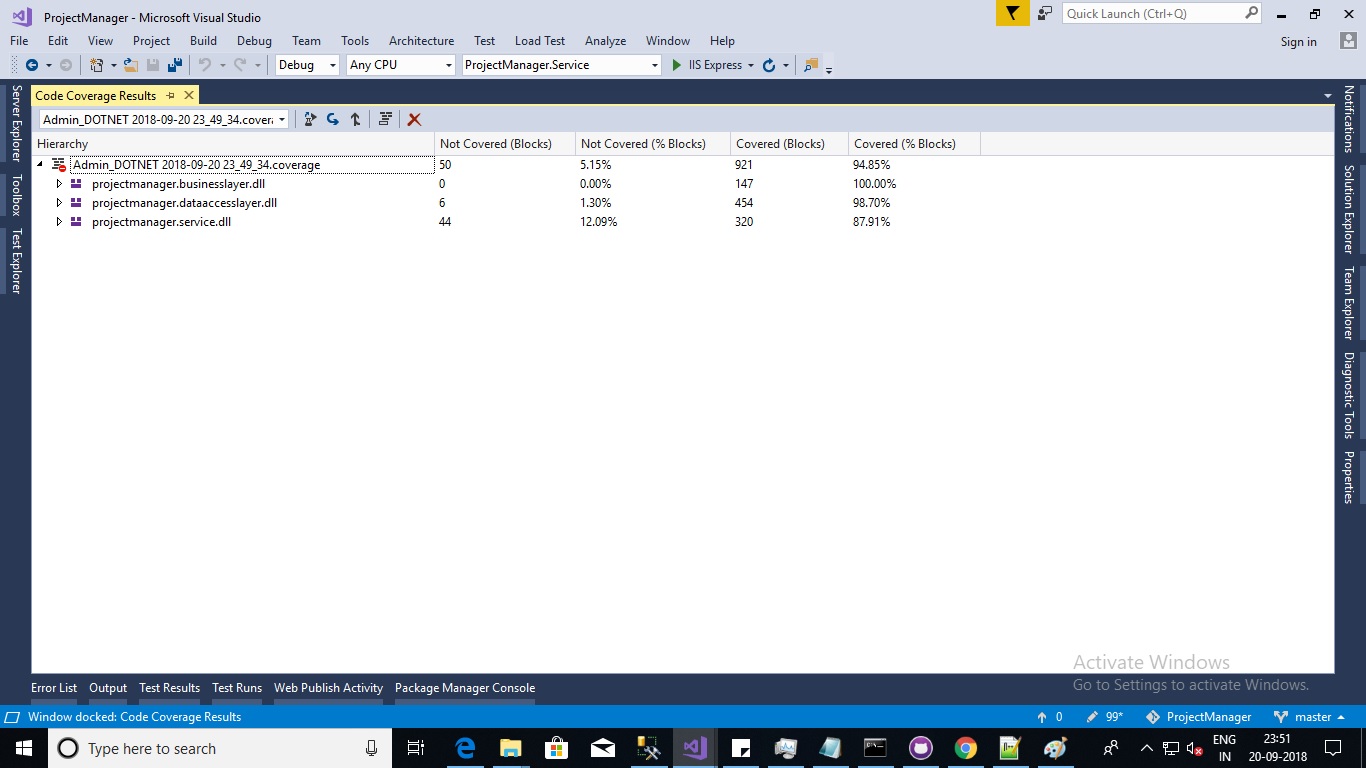 ProjectManager - Microsoft Visual Studio
Quick Launch (Ctrl+Q)
File Edit View Project Build Debug Team Tools Architecture Test Load Test Analyze Window Help
Sign in
Debug Any CPU ProjectManager.Service IIS Express
Server Explorer
Toolbox
Test Explorer
Code Coverage Results
Admin_DOTNET 2018-09-20 23_49_34.covera
Hierarchy Not Covered (Blocks) Not Covered (% Blocks) Covered (Blocks) Covered (% Blocks)
Admin_DOTNET 2018-09-20 23_49_34.coverage 50 5.15% 921 94.85%
projectmanager.businesslayer.dll 0 0.00% 147 100.00%
projectmanager.dataaccesslayer.dll 6 1.30% 454 98.70%
projectmanager.service.dll 44 12.09% 320 87.91%
Notifications
Solution Explorer
Team Explorer
Diagnostic Tools
Properties
Activate Windows
Go to Settings to activate Windows.
Error List Output Test Results Test Runs Web Publish Activity Package Manager Console
Window docked: Code Coverage Results 0 99* ProjectManager master
Type here to search
ENG
IN
23:51
20-09-2018